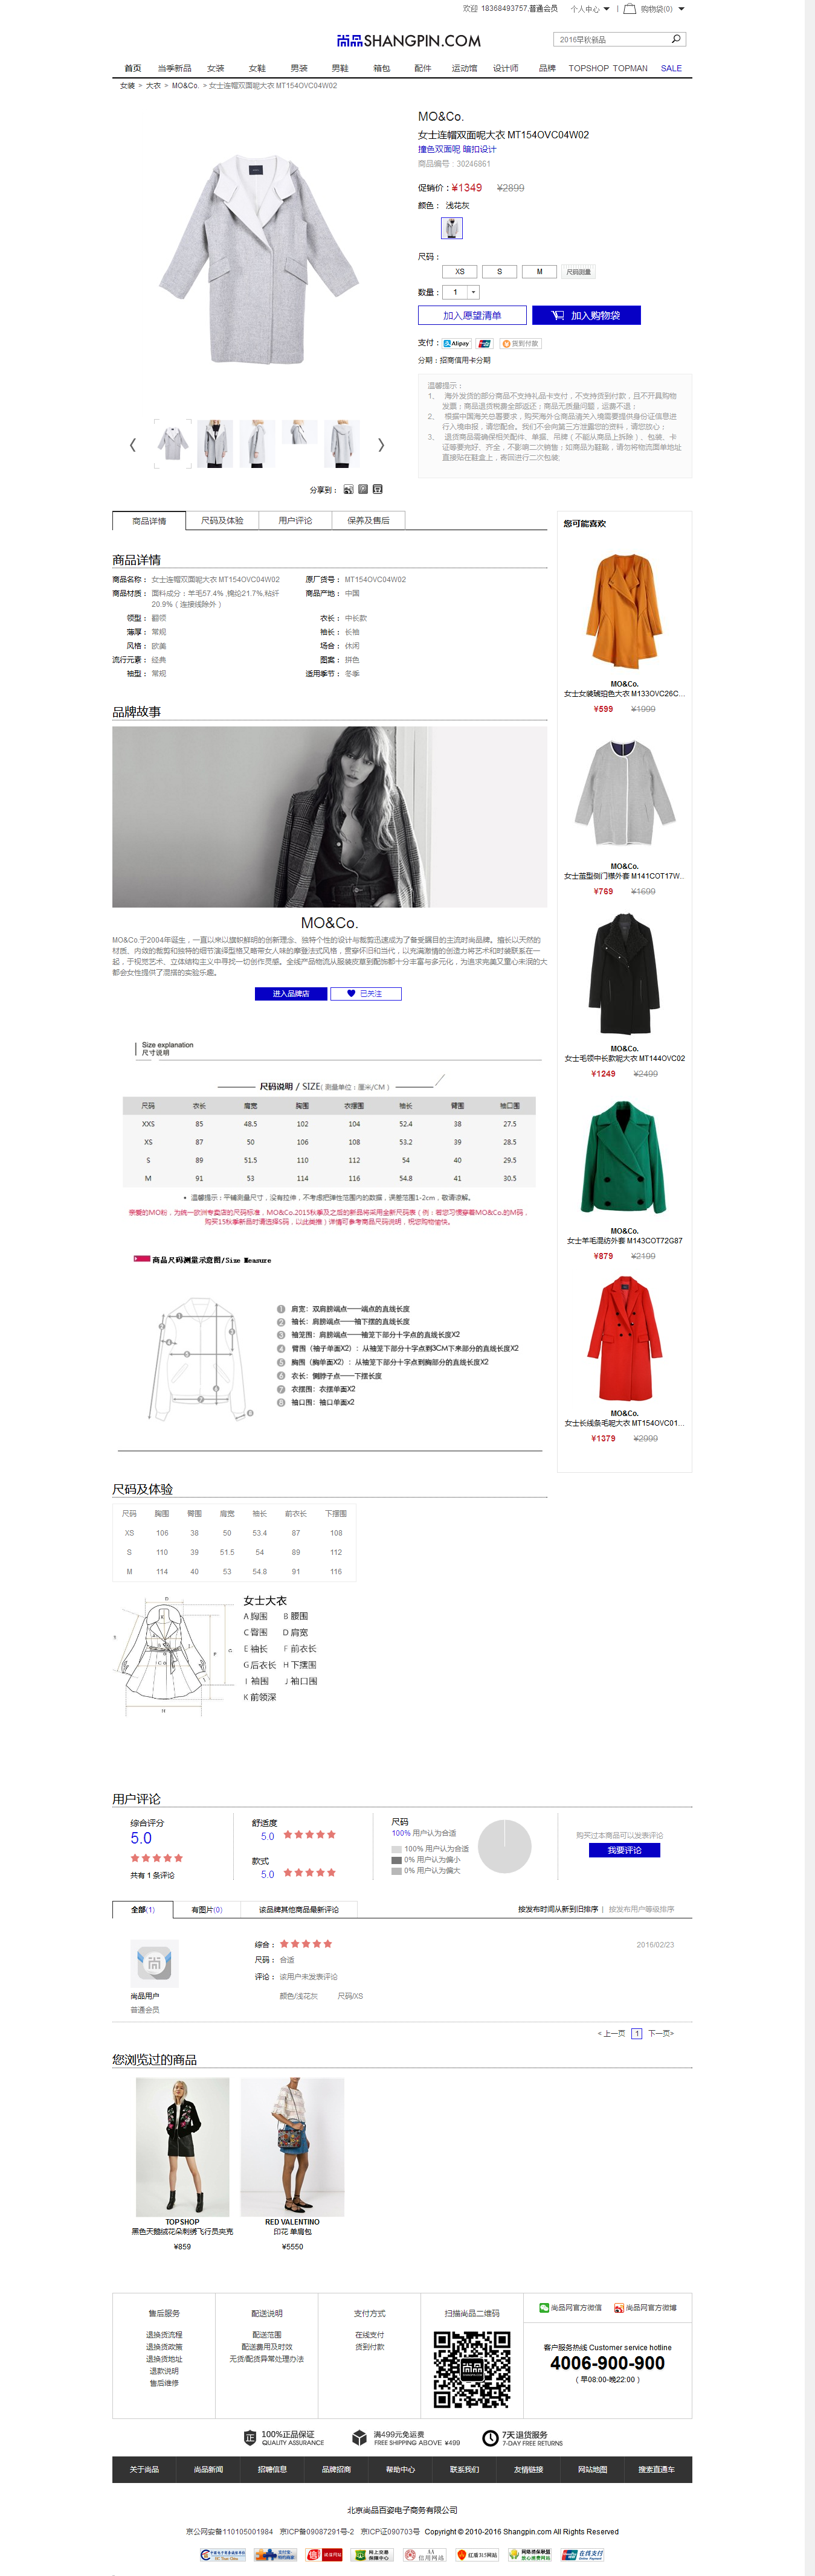 欢迎 18368493757,普通会员 个人中心 | 购物袋(0)
尚品SHANGPIN.COM
2016早秋新品
首页 当季新品 女装 女鞋 男装 男鞋 箱包 配件 运动馆 设计师 品牌 TOPSHOP TOPMAN SALE
女装 > 大衣 > MO&Co. > 女士连帽双面呢大衣 MT154OVC04W02
MO&Co.
女士连帽双面呢大衣 MT154OVC04W02
撞色双面呢 暗扣设计
商品编号：30246861
促销价：¥1349 ¥2899
颜色： 浅花灰
尺码：
XS S M 尺码测量
数量： 1
加入愿望清单 加入购物袋
支付： Alipay 货到付款
分期：招商信用卡分期
温馨提示：
1、 海外发货的部分商品不支持礼品卡支付，不支持货到付款，且不开具购物
发票；商品退货税费全部返还；商品无质量问题，运费不退；
2、 根据中国海关总署要求，购买海外仓商品清关入境需要提供身份证信息进
行入境申报，请您配合。我们不会向第三方泄露您的资料，请您放心；
3、 退货商品需确保相关配件、单据、吊牌（不能从商品上拆除）、包装、卡
证等要完好、齐全，不影响二次销售；如商品为鞋靴，请勿将物流面单地址
直接贴在鞋盒上，寄回进行二次包装;
分享到：
商品详情 尺码及体验 用户评论 保养及售后
您可能喜欢
商品详情
商品名称： 女士连帽双面呢大衣 MT154OVC04W02 原厂货号： MT154OVC04W02
商品材质： 面料成分：羊毛57.4% ,棉纶21.7%,粘纤 商品产地： 中国
20.9%（连接线除外）
领型： 翻领 衣长： 中长款
薄厚： 常规 袖长： 长袖
风格： 欧美 场合： 休闲
流行元素： 经典 图案： 拼色
袖型： 常规 适用季节： 冬季
MO&Co.
女士女装琥珀色大衣 M133OVC26C...
¥599 ¥1999
MO&Co.
女士茧型侧门襟外套 M141COT17W...
¥769 ¥1699
MO&Co.
女士毛领中长款呢大衣 MT144OVC02
¥1249 ¥2499
MO&Co.
女士羊毛混纺外套 M143COT72G87
¥879 ¥2199
MO&Co.
女士长线条毛呢大衣 MT154OVC01...
¥1379 ¥2999
品牌故事
MO&Co.
MO&Co.于2004年诞生，一直以来以旗帜鲜明的创新理念、独特个性的设计与裁剪迅速成为了备受瞩目的主流时尚品牌。擅长以天然的
材质、内敛的裁剪和独特的细节演绎型格又略带女人味的摩登法式风格，贯穿怀旧和当代，以充满激情的创造力将艺术和时装联系在一
起，于视觉艺术、立体结构主义中寻找一切创作灵感。全线产品物流从服装皮草到配饰都十分丰富与多元化，为追求完美又童心未泯的大
都会女性提供了混搭的实验乐趣。
进入品牌店 已关注
Size explanation
尺寸说明
尺码说明 / SIZE( 测量单位：厘米/CM )
尺码 衣长 肩宽 胸围 衣摆围 袖长 臂围 袖口围
XXS 85 48.5 102 104 52.4 38 27.5
XS 87 50 106 108 53.2 39 28.5
S 89 51.5 110 112 54 40 29.5
M 91 53 114 116 54.8 41 30.5
• 温馨提示：平铺测量尺寸，没有拉伸，不考虑把弹性范围内的数据，误差范围1-2cm，敬请谅解。
亲爱的MO粉，为统一欧洲专卖店的尺码标准，MO&Co.2015秋季及之后的新品将采用全新尺码表（例：若您习惯穿着MO&Co.的M码，
购买15秋季新品时请选择S码，以此类推）详情可参考商品尺码说明，祝您购物愉快。
商品尺码测量示意图/Size Measure
1 肩宽：双肩膀端点——端点的直线长度
2 袖长：肩膀端点——袖下摆的直线长度
3 袖笼围：肩膀端点——袖笼下部分十字点的直线长度X2
4 臂围（袖子单面X2）：从袖笼下部分十字点到3CM下来部分的直线长度X2
5 胸围（胸单面X2）：从袖笼下部分十字点到胸部分的直线长度X2
6 衣长：侧脖子点——下摆长度
7 衣摆围：衣摆单面X2
8 袖口围：袖口单面x2
尺码及体验
尺码 胸围 臂围 肩宽 袖长 前衣长 下摆围
XS 106 38 50 53.4 87 108
S 110 39 51.5 54 89 112
M 114 40 53 54.8 91 116
女士大衣
A 胸围 B 腰围
C 臂围 D 肩宽
E 袖长 F 前衣长
G 后衣长 H 下摆围
I 袖围 J 袖口围
K 前领深
用户评论
综合评分
5.0
共有 1 条评论
舒适度
5.0
款式
5.0
尺码
100% 用户认为合适
100% 用户认为合适
0% 用户认为偏小
0% 用户认为偏大
购买过本商品可以发表评论
我要评论
全部(1) 有图片(0) 该品牌其他商品最新评论 按发布时间从新到旧排序 | 按发布用户等级排序
尚
尚品用户
普通会员
综合： 2016/02/23
尺码： 合适
评论： 该用户未发表评论
颜色/浅花灰 尺码/XS
< 上一页 1 下一页>
您浏览过的商品
TOPSHOP
黑色天鹅绒花朵刺绣飞行员夹克
¥859
RED VALENTINO
印花 单肩包
¥5550
售后服务
退换货流程
退换货政策
退换货地址
退款说明
售后维修
配送说明
配送范围
配送费用及时效
无货/配货异常处理办法
支付方式
在线支付
货到付款
扫描尚品二维码
尚品网官方微信 尚品网官方微博
客户服务热线 Customer service hotline
4006-900-900
（ 早08:00-晚22:00 ）
100%正品保证
QUALITY ASSURANCE
满499元免运费
FREE SHIPPING ABOVE ¥499
7天退货服务
7-DAY FREE RETURNS
关于尚品 尚品新闻 招聘信息 品牌招商 帮助中心 联系我们 友情链接 网站地图 搜索直通车
北京尚品百姿电子商务有限公司
京公网安备110105001984 京ICP备09087291号-2 京ICP证090703号 Copyright © 2010-2016 Shangpin.com All Rights Reserved